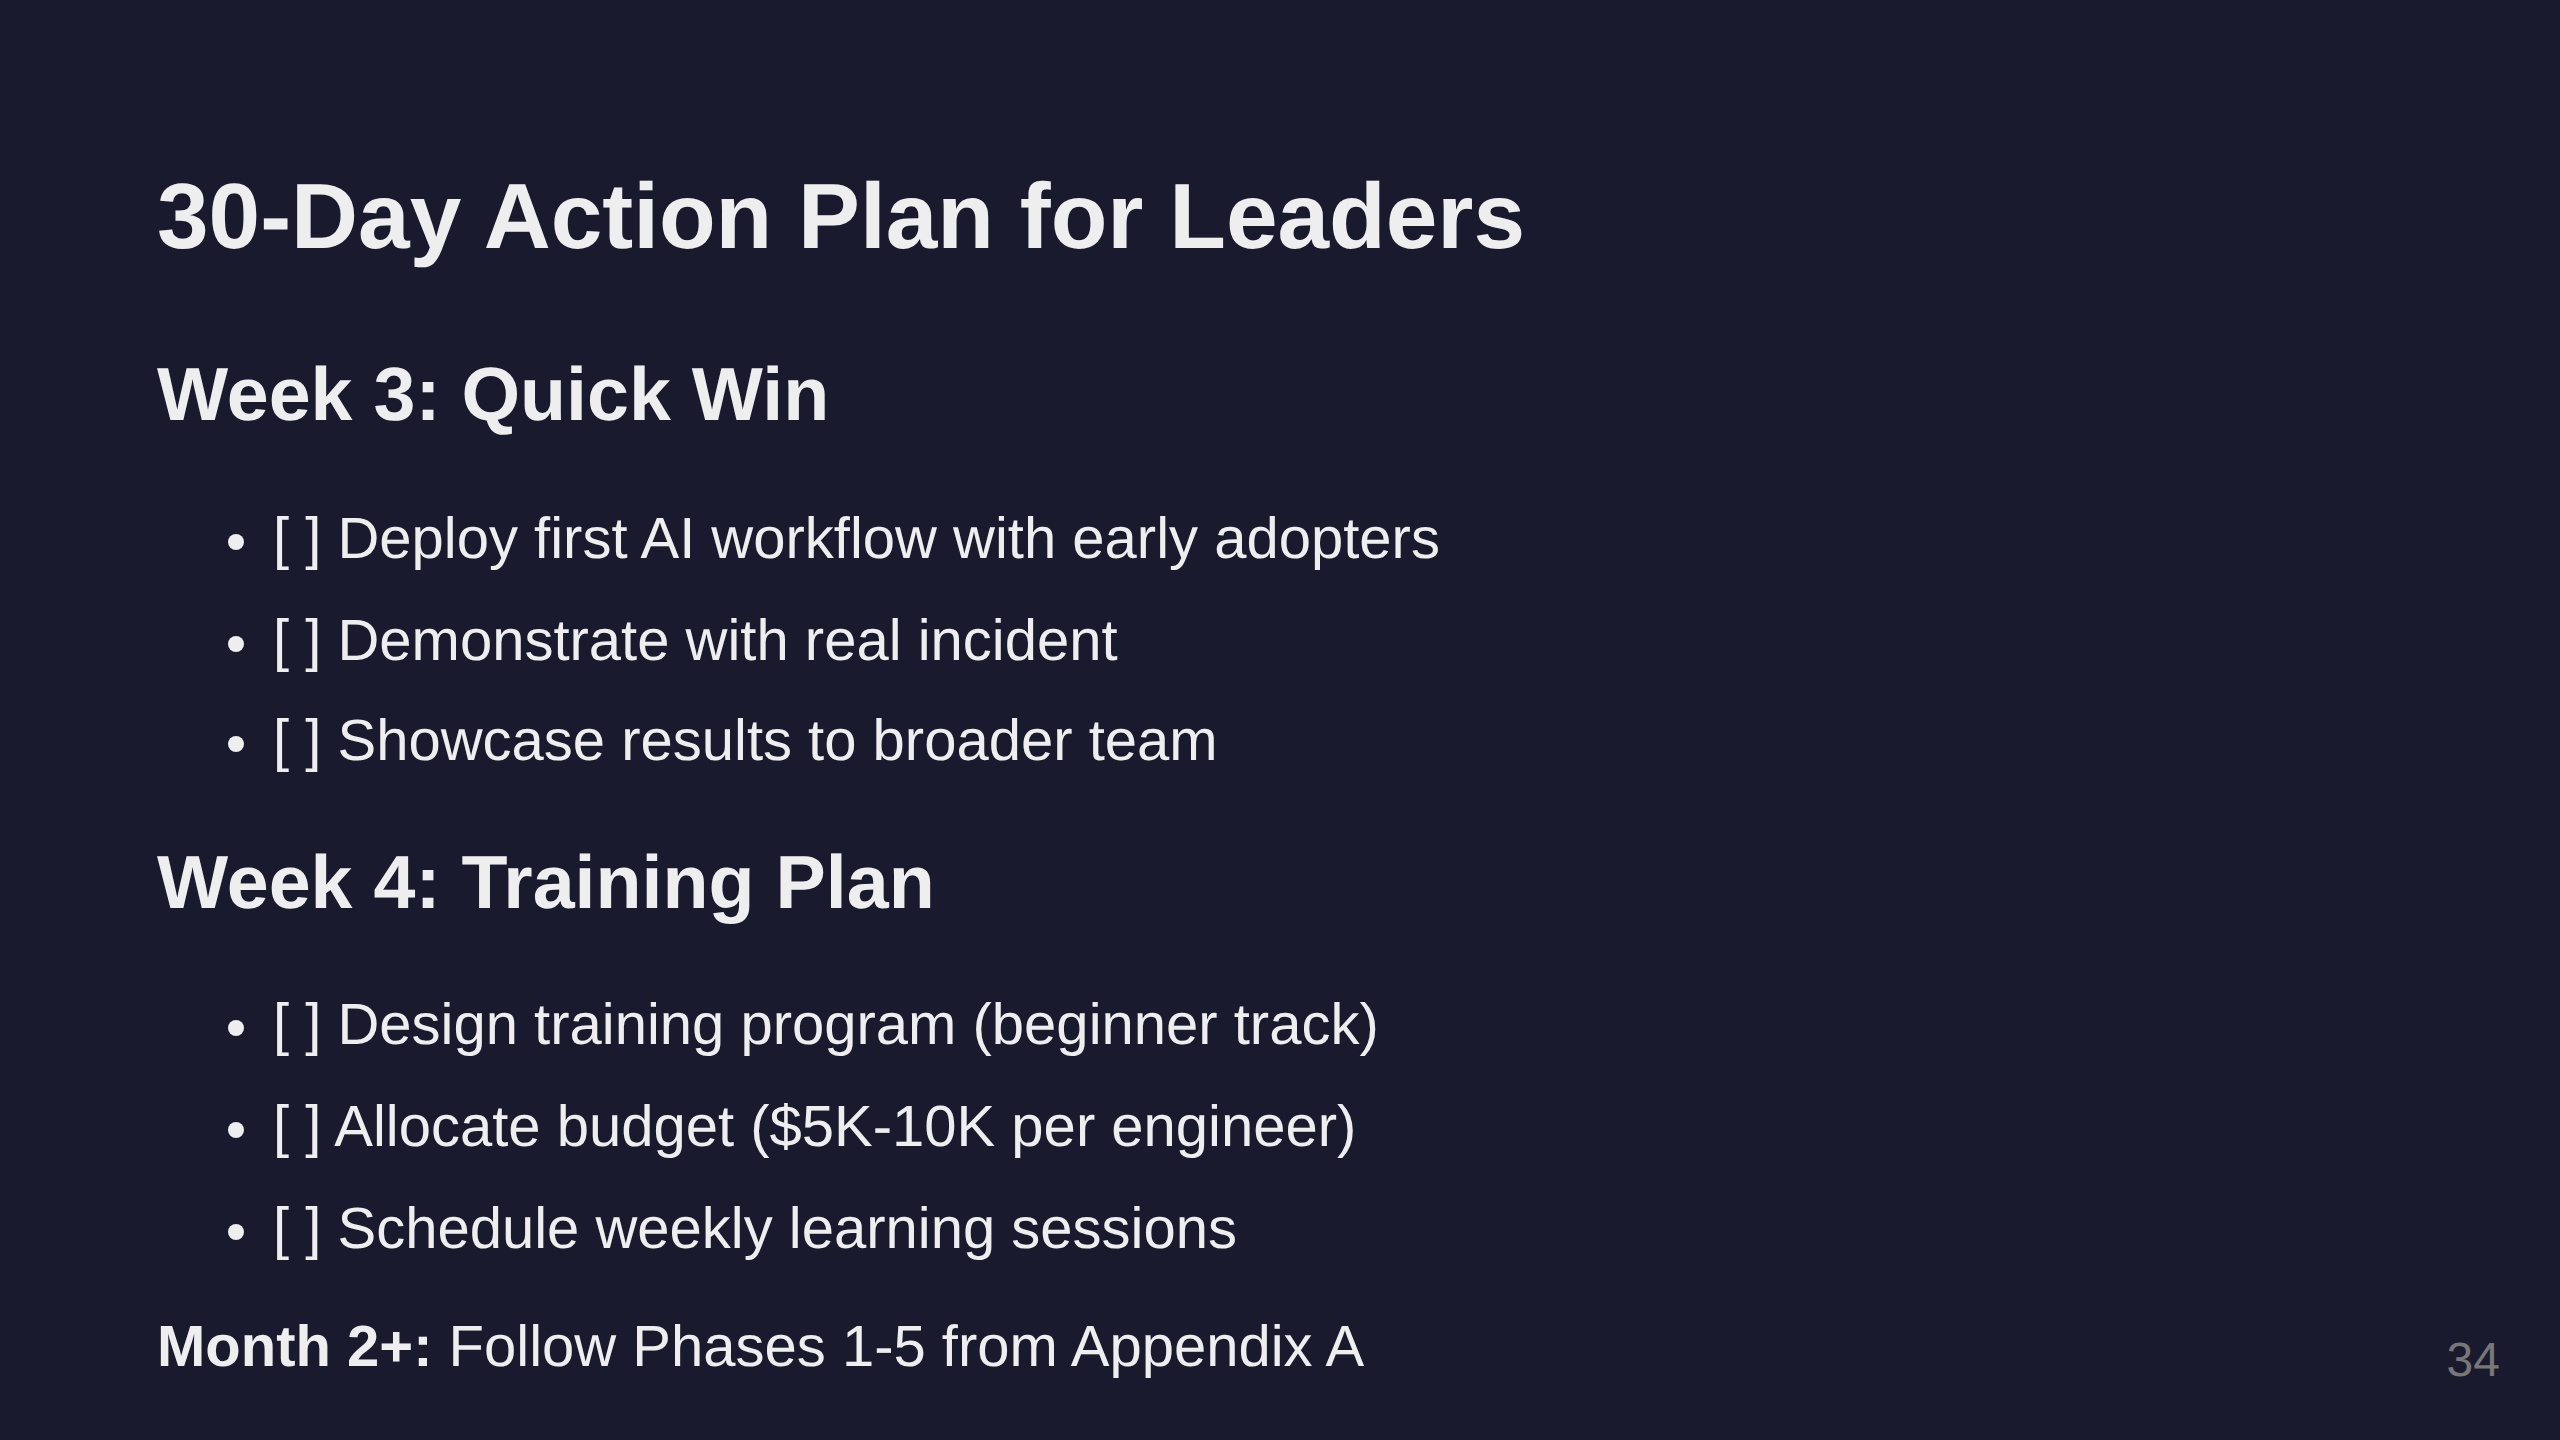 30-Day Action Plan for Leaders
Week 3: Quick Win
• [ ] Deploy first AI workflow with early adopters
• [ ] Demonstrate with real incident
• [ ] Showcase results to broader team
Week 4: Training Plan
• [ ] Design training program (beginner track)
• [ ] Allocate budget ($5K-10K per engineer)
• [ ] Schedule weekly learning sessions
Month 2+: Follow Phases 1-5 from Appendix A
34